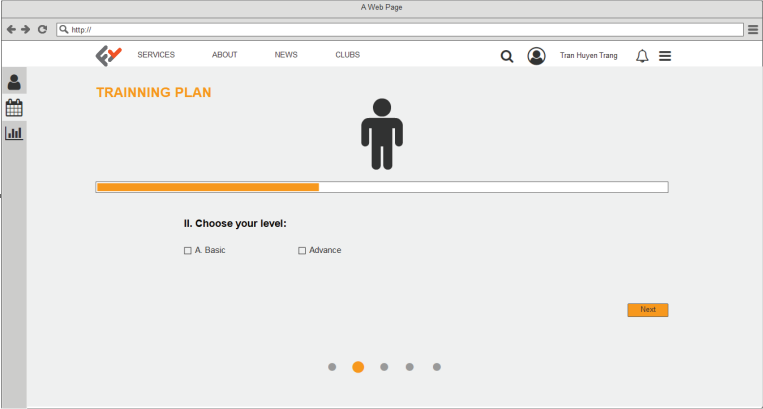 A Web Page
http://
SERVICES ABOUT NEWS CLUBS Tran Huyen Trang
TRAINNING PLAN
II. Choose your level:
A. Basic Advance
Next